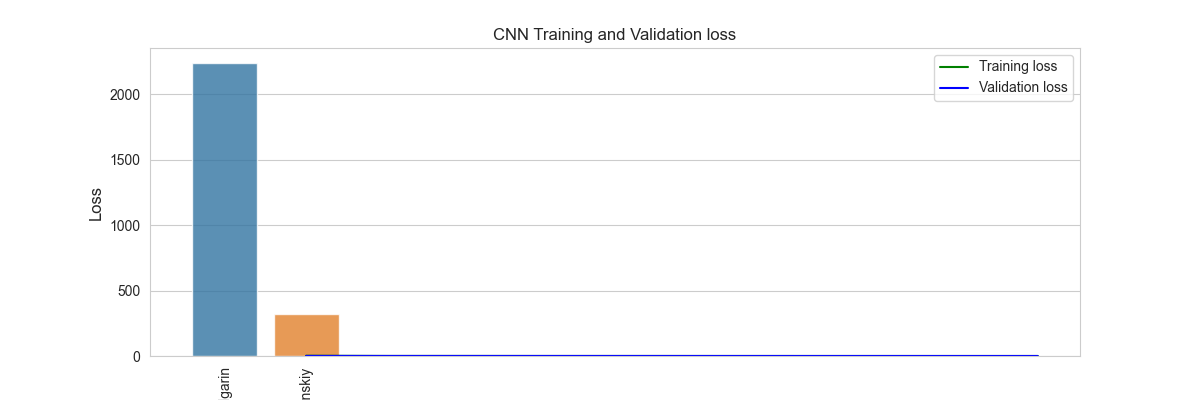 CNN Training and Validation loss
Training loss
Validation loss
Loss
2000
1500
1000
500
0
garin
nskiy